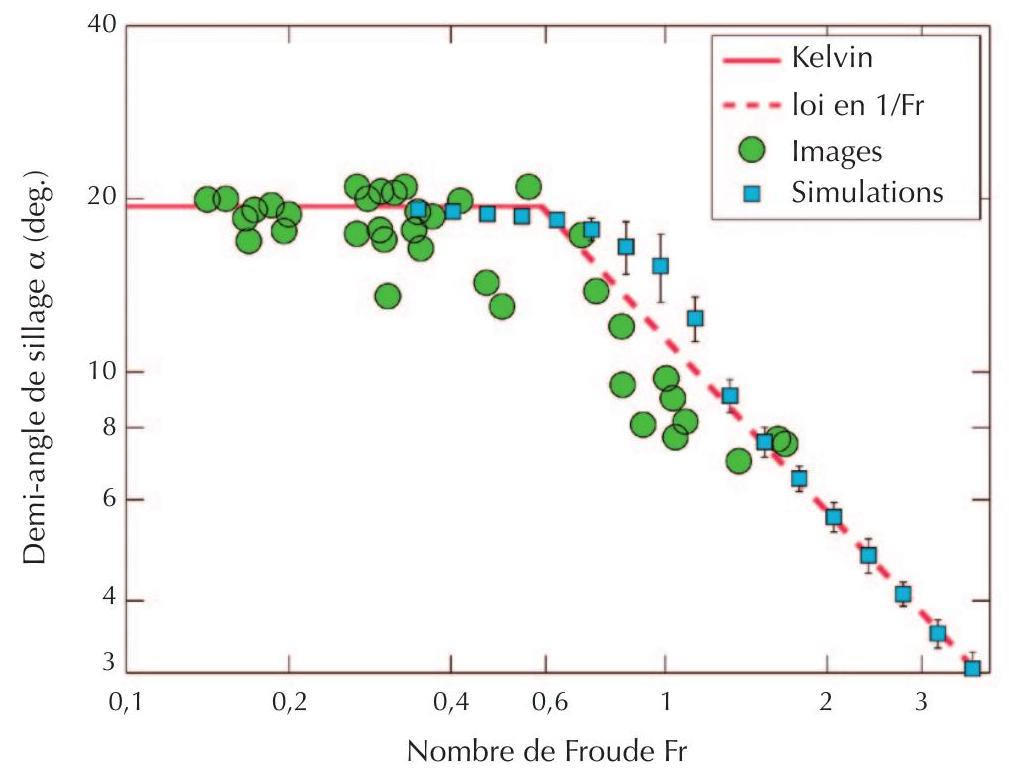 40
20
10
8
6
4
3
Demi-angle de sillage α (deg.)
Kelvin
loi en 1/Fr
Images
Simulations
0,1 0,2 0,4 0,6 1 2 3
Nombre de Froude Fr